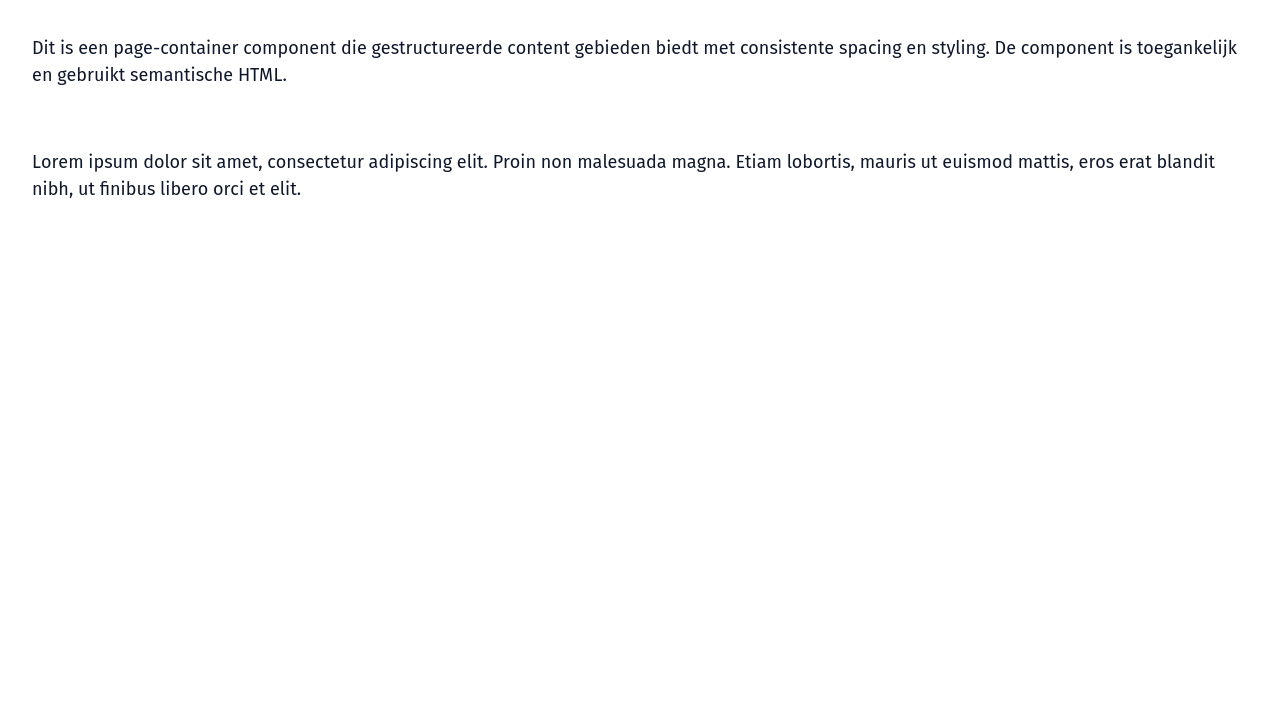 Dit is een page-container component die gestructureerde content gebieden biedt met consistente spacing en styling. De component is toegankelijk
en gebruikt semantische HTML.
Lorem ipsum dolor sit amet, consectetur adipiscing elit. Proin non malesuada magna. Etiam lobortis, mauris ut euismod mattis, eros erat blandit
nibh, ut finibus libero orci et elit.